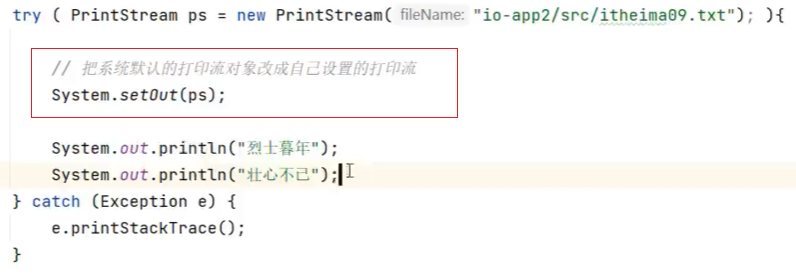 try ( PrintStream ps = new PrintStream( fileName: "io-app2/src/itheima09.txt"); ){
// 把系统默认的打印流对象改成自己设置的打印流
System.setOut(ps);
System.out.println("烈士暮年");
System.out.println("壮心不已");
} catch (Exception e) {
e.printStackTrace();
}